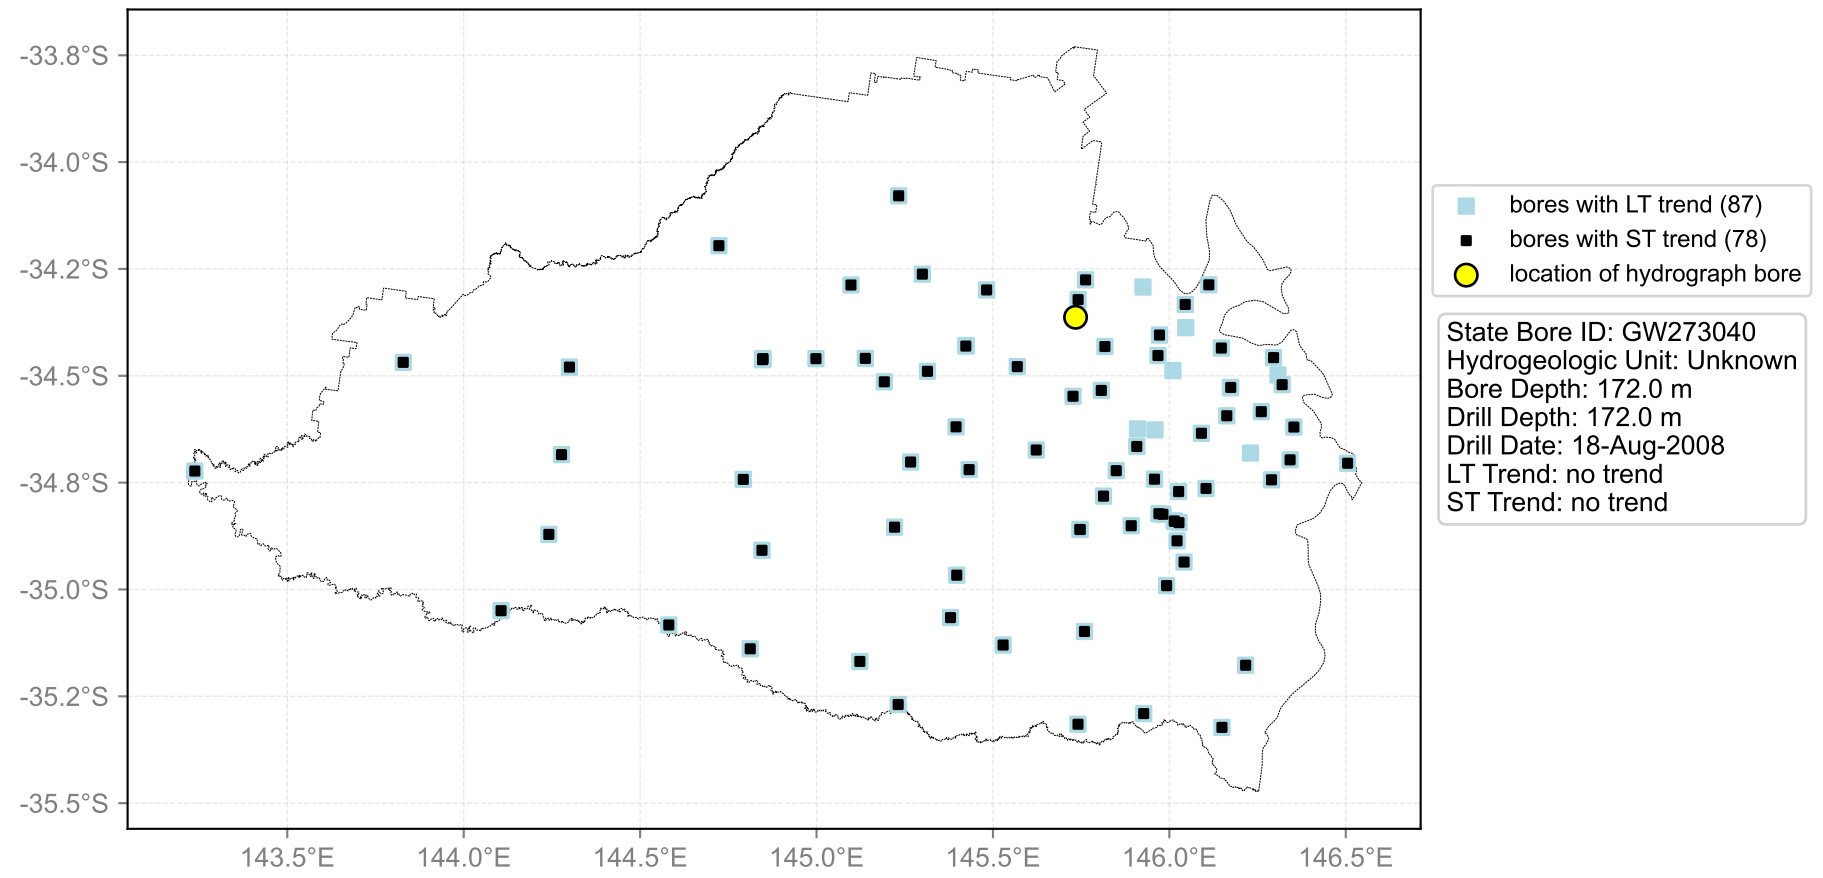 -33.8°S
-34.0°S
-34.2°S
-34.5°S
-34.8°S
-35.0°S
-35.2°S
-35.5°S
143.5°E
144.0°E
144.5°E
145.0°E
145.5°E
146.0°E
146.5°E
bores with LT trend (87)
bores with ST trend (78)
location of hydrograph bore
State Bore ID: GW273040
Hydrogeologic Unit: Unknown
Bore Depth: 172.0 m
Drill Depth: 172.0 m
Drill Date: 18-Aug-2008
LT Trend: no trend
ST Trend: no trend